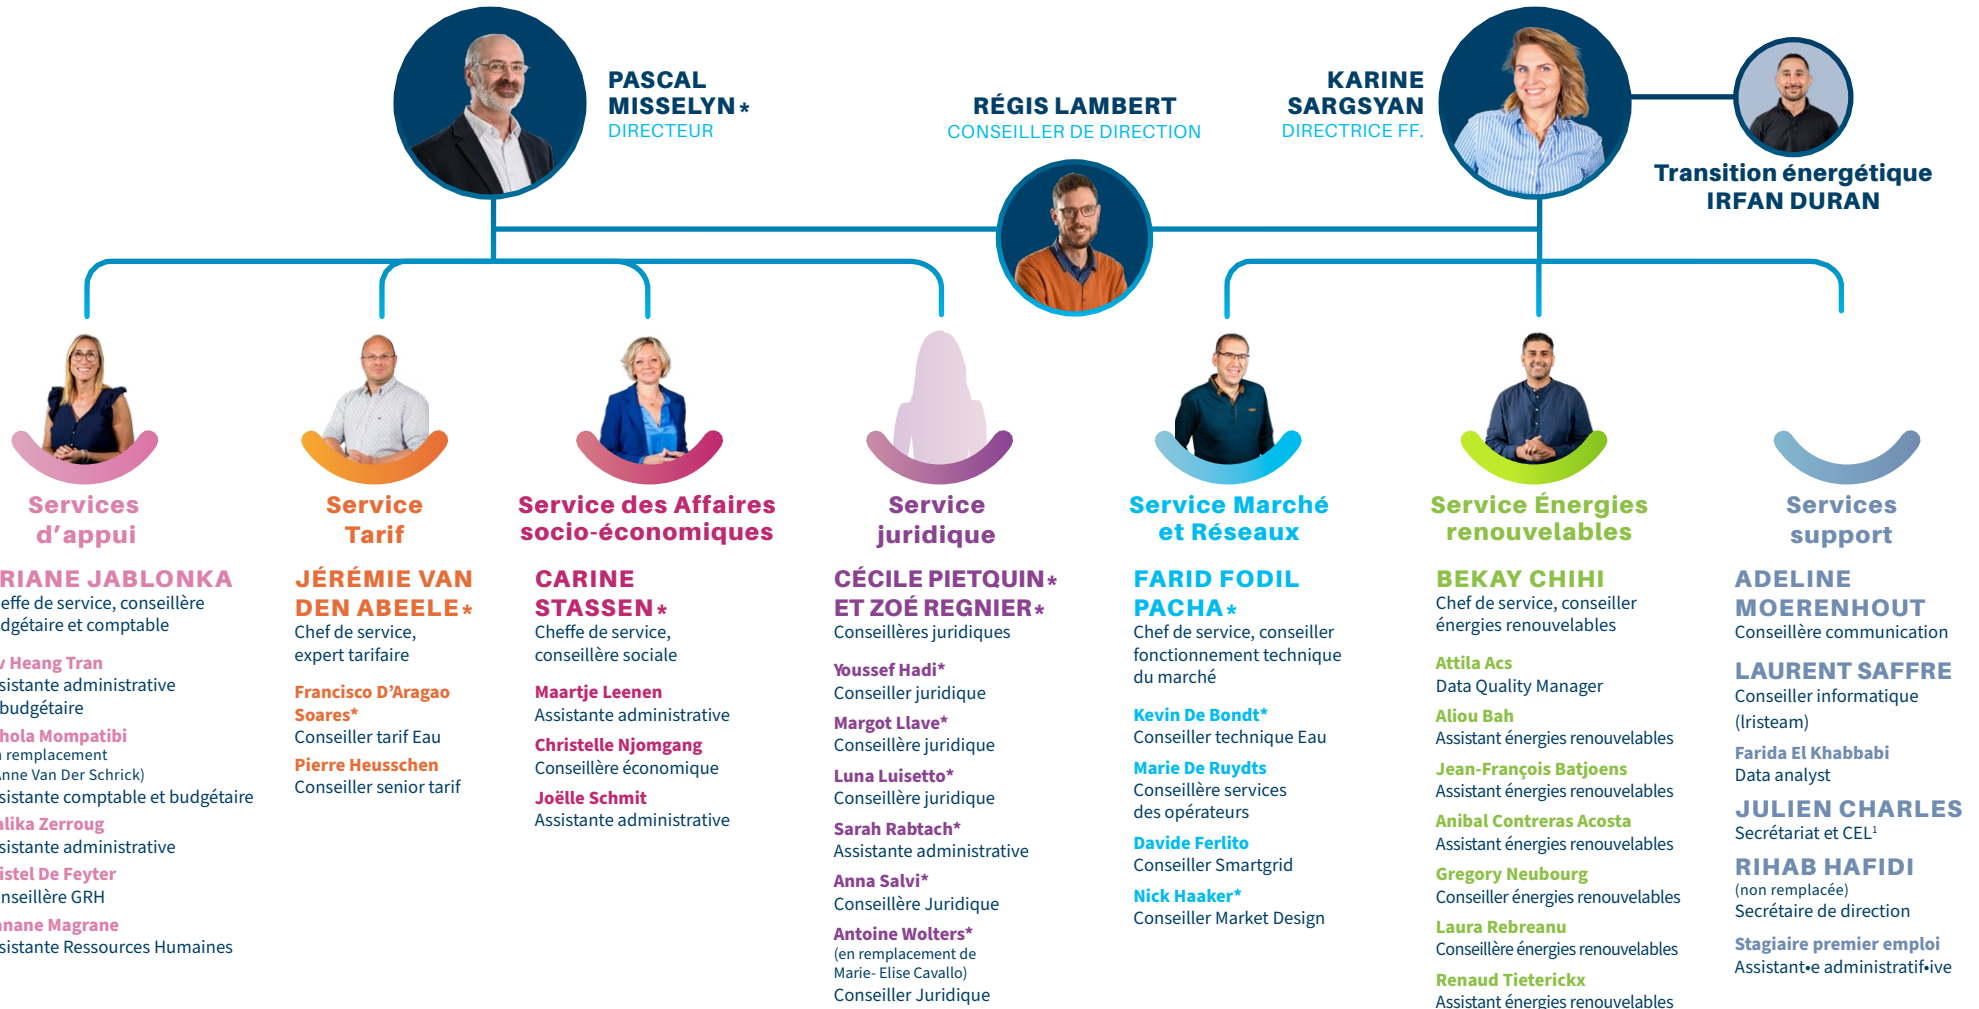 PASCAL
MISSELYN*
DIRECTEUR
RÉGIS LAMBERT
CONSEILLER DE DIRECTION
KARINE
SARGSYAN
DIRECTRICE FF.
Transition énergétique
IRFAN DURAN
Services
d’appui
RIANE JABLONKA
effe de service, conseillère
dgétaire et comptable
Heang Tran
sistante administrative
budgétaire
hola Mompatibi
remplacement
nne Van Der Schrick)
sistante comptable et budgétaire
alika Zerroug
sistante administrative
istel De Feyter
nseillère GRH
nane Magrane
sistante Ressources Humaines
Service
Tarif
JÉRÉMIE VAN
DEN ABEELE*
Chef de service,
expert tarifaire
Francisco D’Aragao
Soares*
Conseiller tarif Eau
Pierre Heusschen
Conseiller senior tarif
Service des Affaires
socio-économiques
CARINE
STASSEN*
Cheffe de service,
conseillère sociale
Maartje Leenen
Assistante administrative
Christelle Njomgang
Conseillère économique
Joëlle Schmit
Assistante administrative
Service
juridique
CÉCILE PIETQUIN*
ET ZOÉ REGNIER*
Conseillères juridiques
Youssef Hadi*
Conseiller juridique
Margot Llave*
Conseillère juridique
Luna Luisetto*
Conseillère juridique
Sarah Rabtach*
Assistante administrative
Anna Salvi*
Conseillère Juridique
Antoine Wolters*
(en remplacement de
Marie- Elise Cavallo)
Conseiller Juridique
Service Marché
et Réseaux
FARID FODIL
PACHA*
Chef de service, conseiller
fonctionnement technique
du marché
Kevin De Bondt*
Conseiller technique Eau
Marie De Ruydts
Conseillère services
des opérateurs
Davide Ferlito
Conseiller Smartgrid
Nick Haaker*
Conseiller Market Design
Service Énergies
renouvelables
BEKAY CHIHI
Chef de service, conseiller
énergies renouvelables
Attila Acs
Data Quality Manager
Aliou Bah
Assistant énergies renouvelables
Jean-François Batjoens
Assistant énergies renouvelables
Anibal Contreras Acosta
Assistant énergies renouvelables
Gregory Neubourg
Conseiller énergies renouvelables
Laura Rebreanu
Conseillère énergies renouvelables
Renaud Tieterickx
Assistant énergies renouvelables
Services
support
ADELINE
MOERENHOUT
Conseillère communication
LAURENT SAFFRE
Conseiller informatique
(Iristeam)
Farida El Khabbabi
Data analyst
JULIEN CHARLES
Secrétariat et CEL¹
RIHAB HAFIDI
(non remplacée)
Secrétaire de direction
Stagiaire premier emploi
Assistant•e administratif•ive